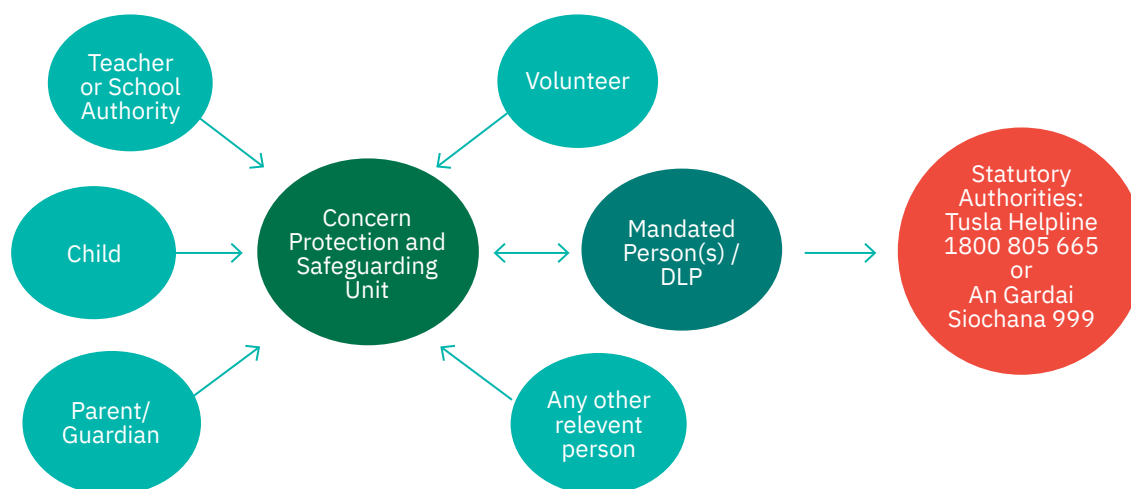 Teacher
or School
Authority
Volunteer
Child
Concern
Protection and
Safeguarding
Unit
Mandated
Person(s) /
DLP
Statutory
Authorities:
Tusla Helpline
1800 805 665
or
An Gardai
Siochana 999
Parent/
Guardian
Any other
relevent
person